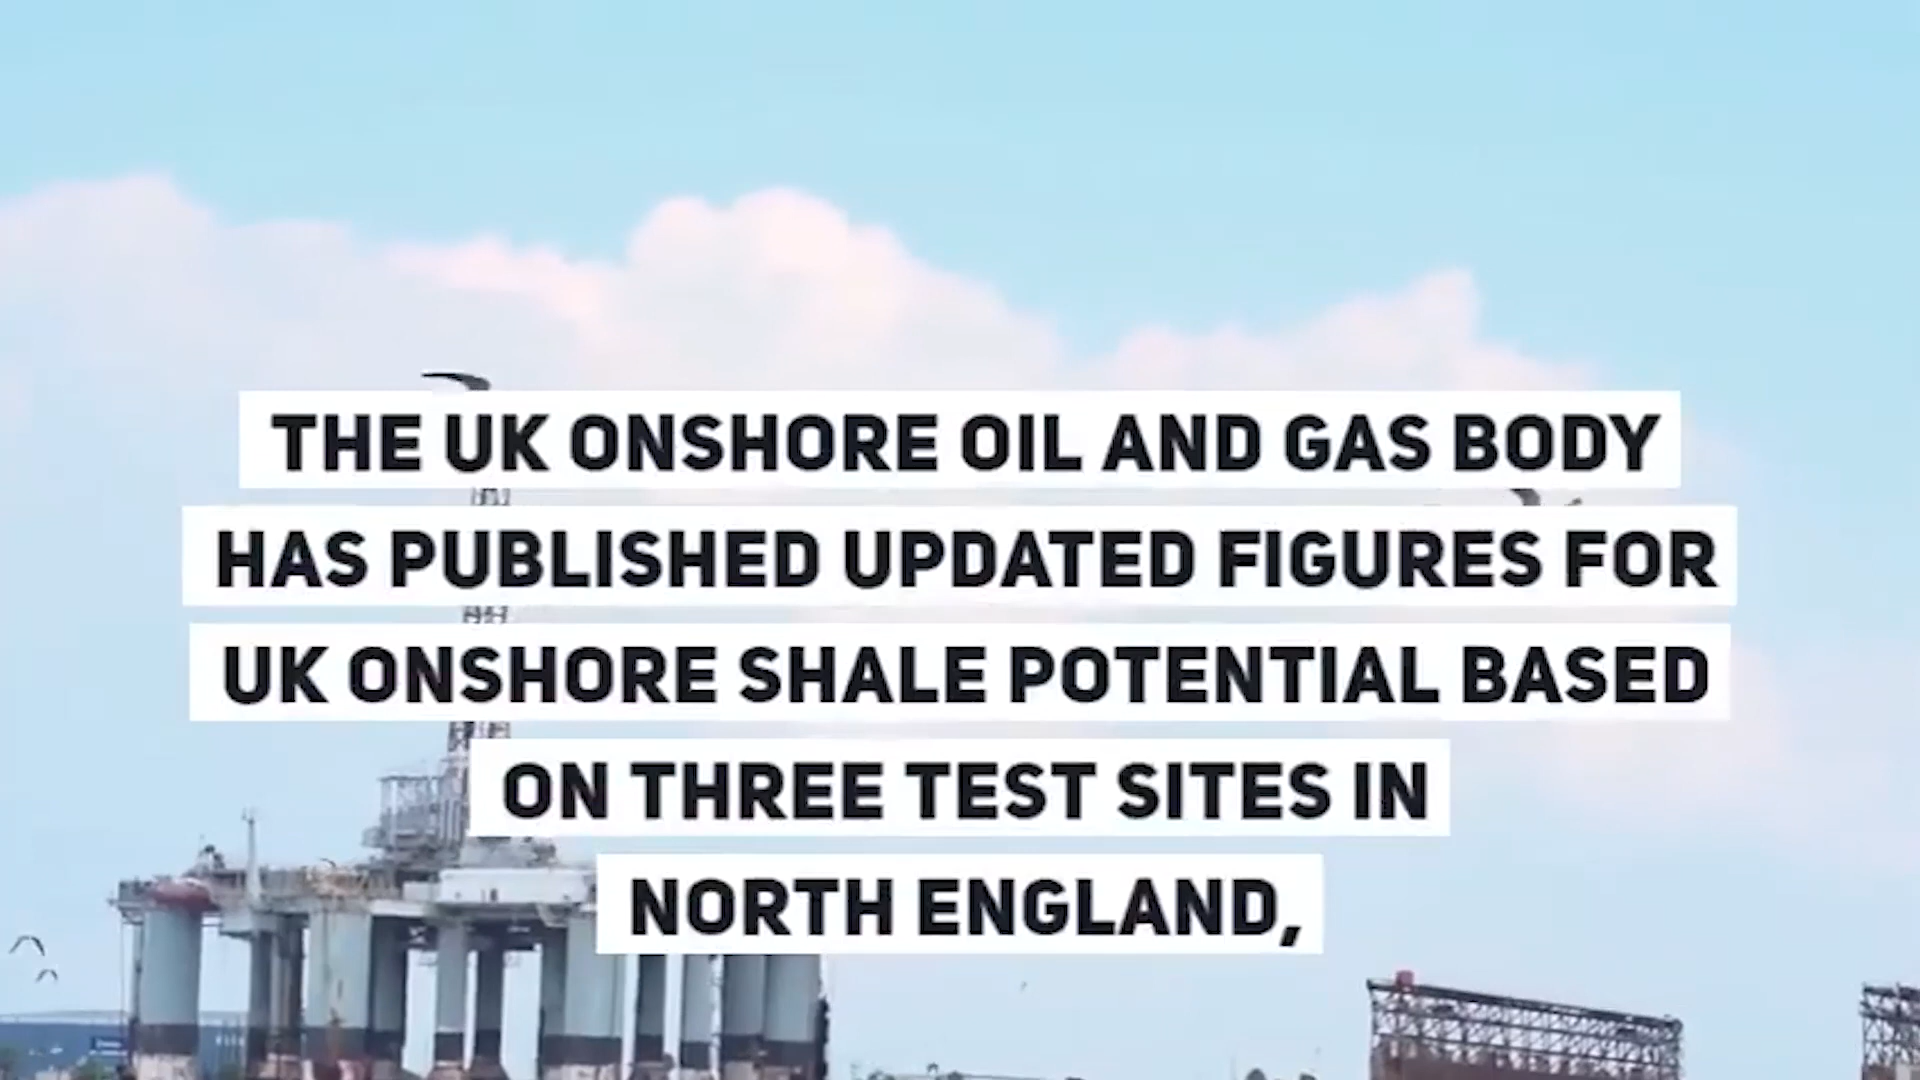 THE UK ONSHORE OIL AND GAS BODY
HAS PUBLISHED UPDATED FIGURES FOR
UK ONSHORE SHALE POTENTIAL BASED
ON THREE TEST SITES IN
NORTH ENGLAND,